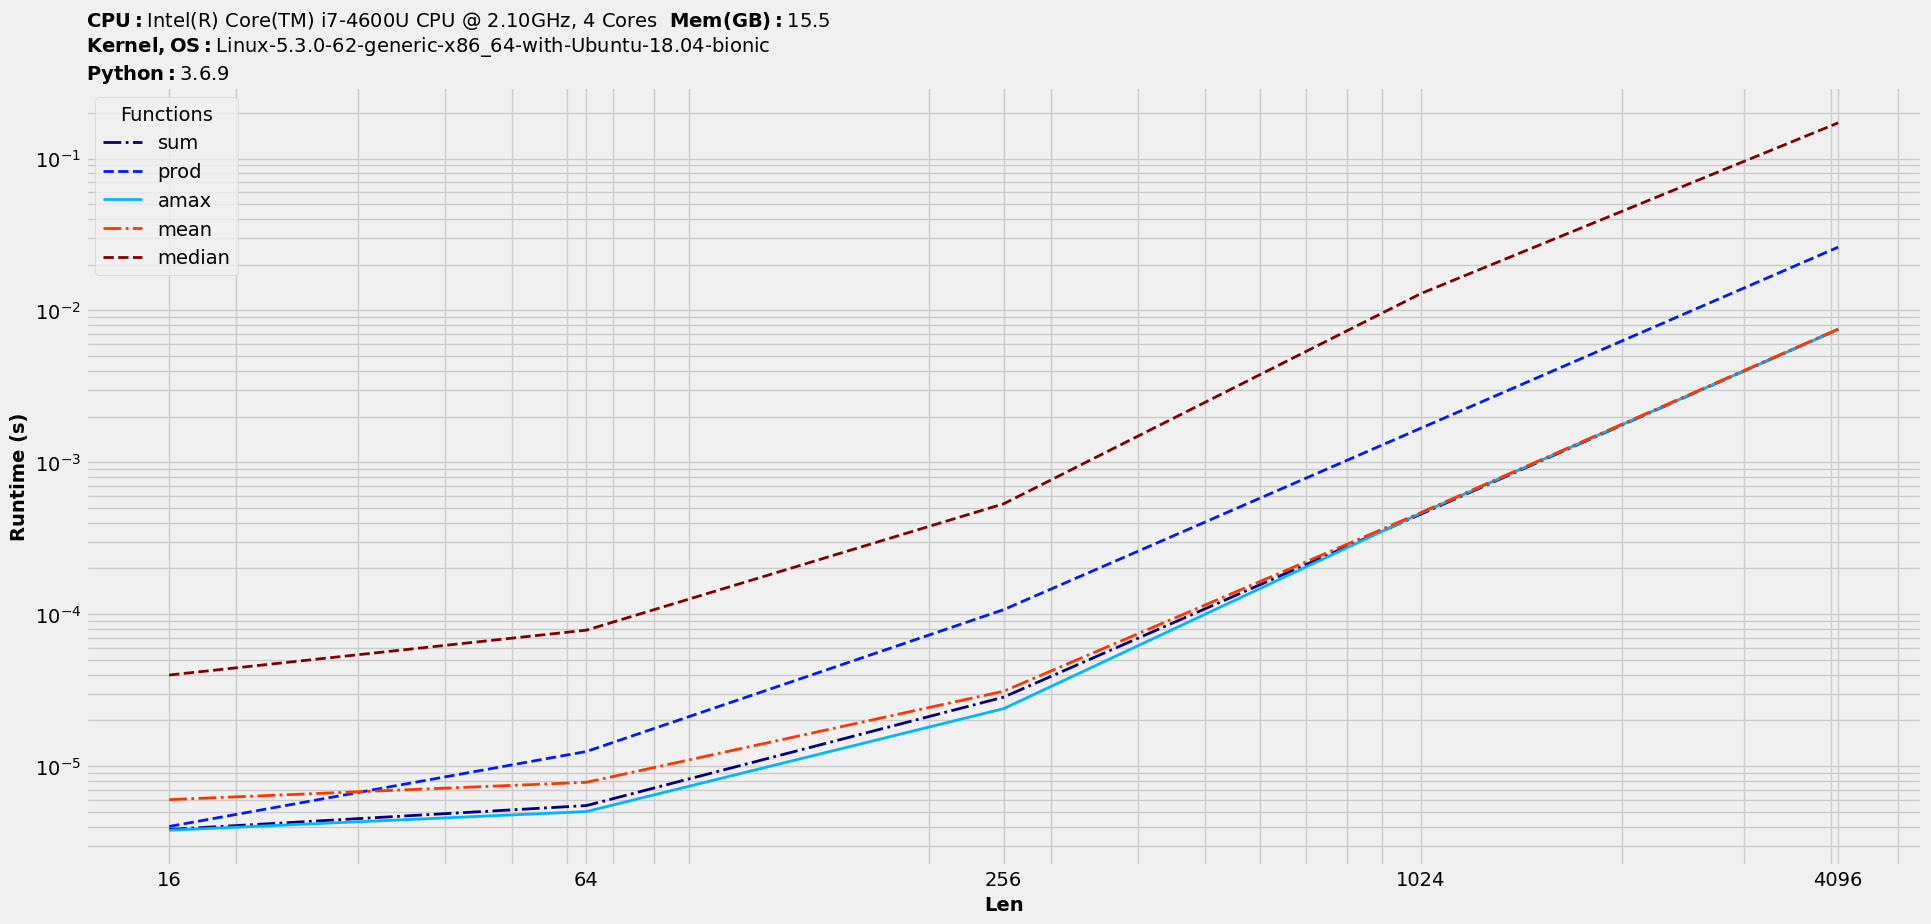 CPU: Intel(R) Core(TM) i7-4600U CPU @ 2.10GHz, 4 Cores  Mem(GB): 15.5
Kernel, OS: Linux-5.3.0-62-generic-x86_64-with-Ubuntu-18.04-bionic
Python: 3.6.9
Functions
sum
prod
amax
mean
median
10⁻¹
10⁻²
10⁻³
10⁻⁴
10⁻⁵
Runtime (s)
16 64 256 1024 4096
Len